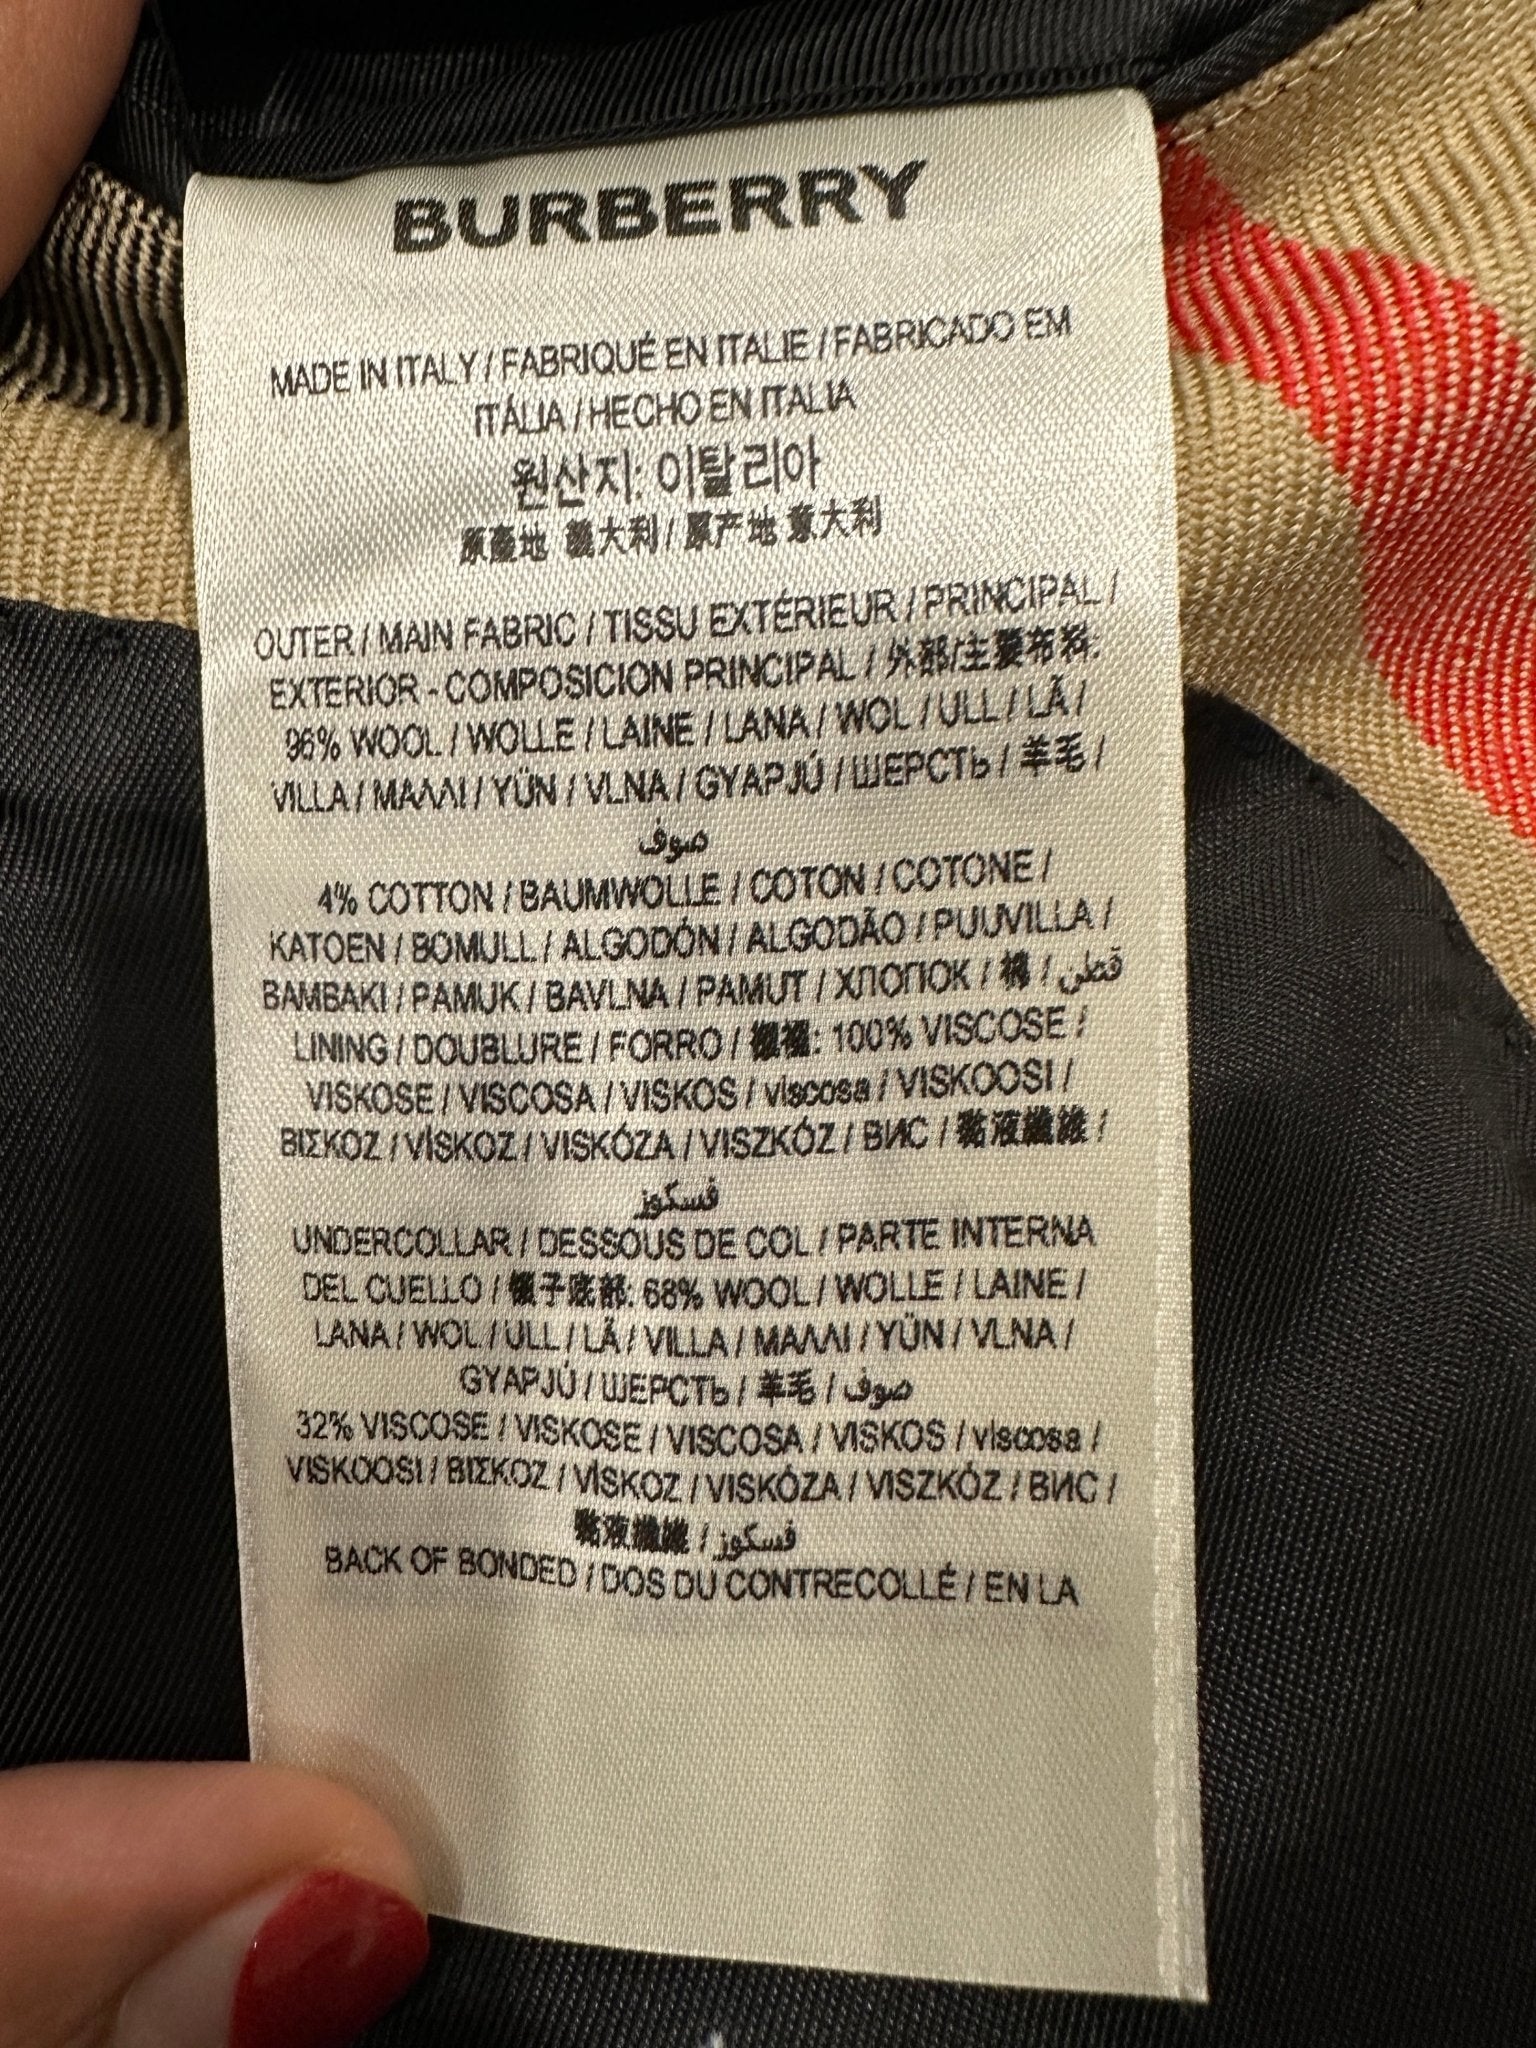 BURBERRY
MADE IN ITALY / FABRIQUÉ EN ITALIE / FABRICADO EM
ITÁLIA / HECHO EN ITALIA
원산지: 이탈리아
原產地 義大利 / 原产地 意大利
OUTER / MAIN FABRIC / TISSU EXTÉRIEUR / PRINCIPAL /
EXTERIOR - COMPOSICION PRINCIPAL / 外部/主要布料:
96% WOOL / WOLLE / LAINE / LANA / WOL / ULL / LÃ /
VILLA / ΜΑΛΛΙ / YÜN / VLNA / GYAPJÚ / ШЕРСТЬ / 羊毛 /
صوف
4% COTTON / BAUMWOLLE / COTON / COTONE /
KATOEN / BOMULL / ALGODÓN / ALGODÃO / PUUVILLA /
BAMBAKI / PAMUK / BAVLNA / PAMUT / ХЛОПОК / 棉 / قطن
LINING / DOUBLURE / FORRO / : 100% VISCOSE /
VISKOSE / VISCOSA / VISKOS / viscosa / VISKOOSI /
ΒΙΣΚΟΖ / VİSKOZ / VISKÓZA / VISZKÓZ / ВИС / 黏液纖維 /
فسكوز
UNDERCOLLAR / DESSOUS DE COL / PARTE INTERNA
DEL CUELLO / 領子底部: 68% WOOL / WOLLE / LAINE /
LANA / WOL / ULL / LÃ / VILLA / ΜΑΛΛΙ / YÜN / VLNA /
GYAPJÚ / ШЕРСТЬ / 羊毛 / صوف
32% VISCOSE / VISKOSE / VISCOSA / VISKOS / viscosa /
VISKOOSI / ΒΙΣΚΟΖ / VİSKOZ / VISKÓZA / VISZKÓZ / ВИС /
黏液纖維 / فسكوز
BACK OF BONDED / DOS DU CONTRECOLLÉ / EN LA